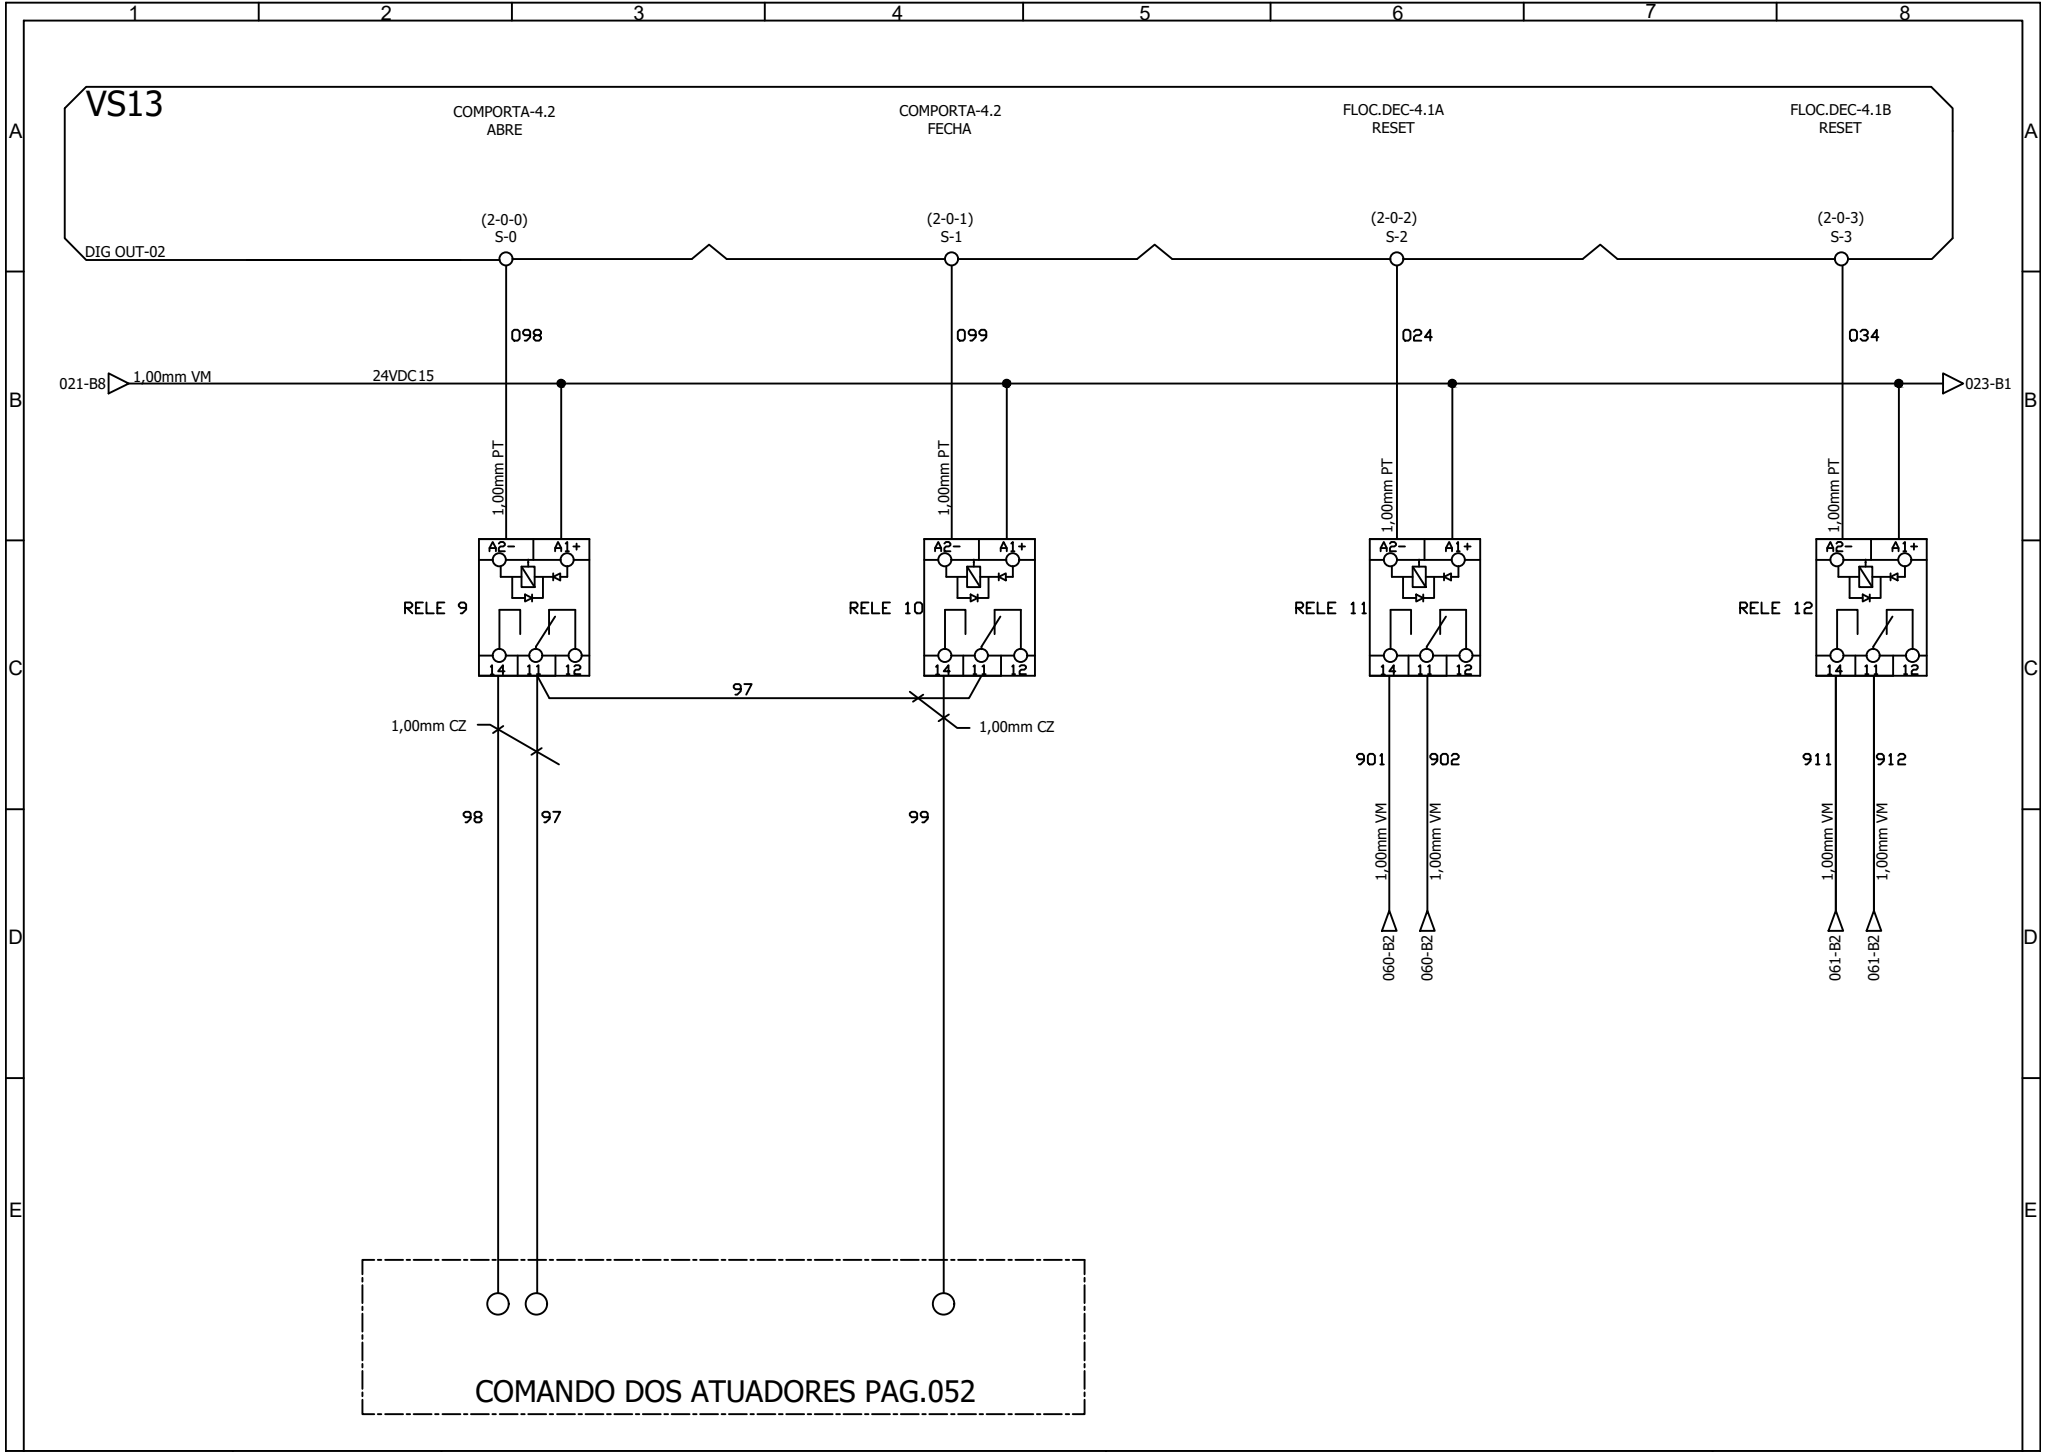 1 2 3 4 5 6 7 8
VS13
COMPORTA-4.2
ABRE
COMPORTA-4.2
FECHA
FLOC.DEC-4.1A
RESET
FLOC.DEC-4.1B
RESET
A A
(2-0-0)
S-0
(2-0-1)
S-1
(2-0-2)
S-2
(2-0-3)
S-3
DIG OUT-02
098 099 024 034
021-B8 1,00mm VM 24VDC15 023-B1
B B
1,00mm PT 1,00mm PT 1,00mm PT 1,00mm PT
A2- A1+ A2- A1+ A2- A1+ A2- A1+
RELE 9 RELE 10 RELE 11 RELE 12
14 11 12 14 11 12 14 11 12 14 11 12
C C
97
1,00mm CZ 1,00mm CZ
901 902 911 912
98 97 99
1,00mm VM 1,00mm VM 1,00mm VM 1,00mm VM
D D
060-B2 060-B2 061-B2 061-B2
E E
COMANDO DOS ATUADORES PAG.052